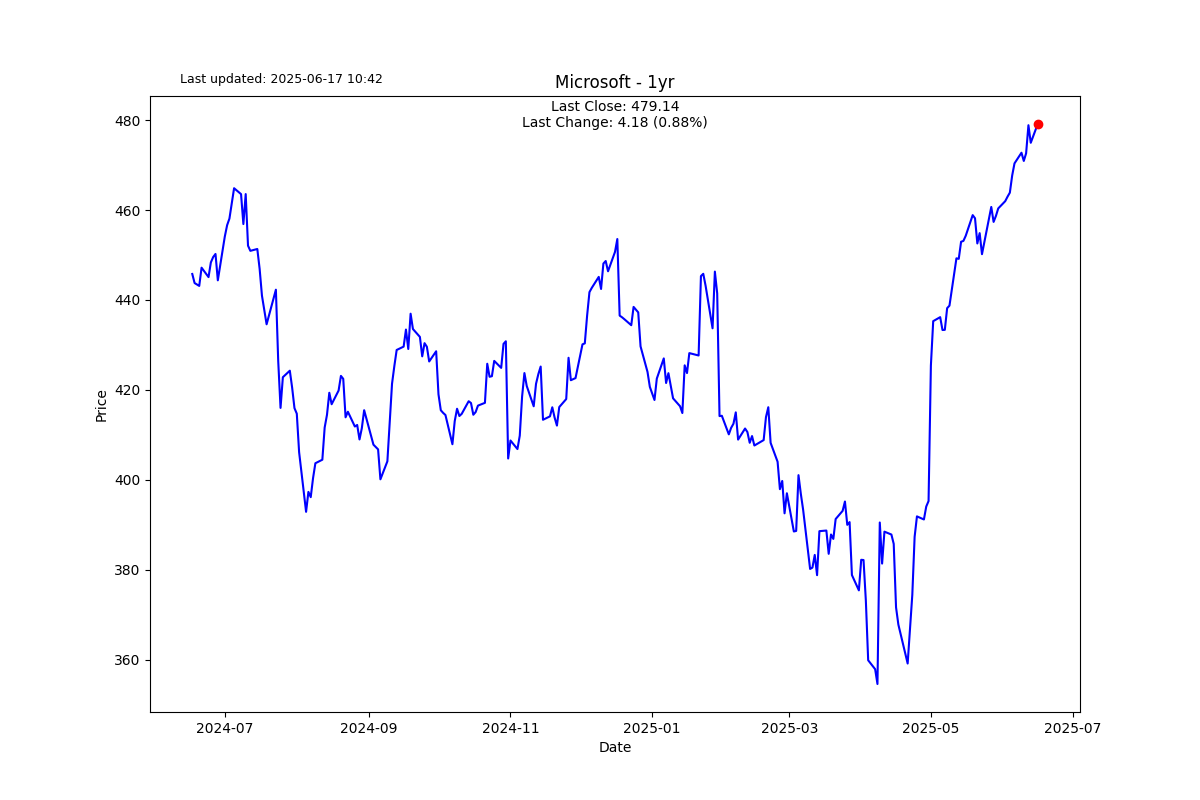 Last updated: 2025-06-17 10:42
Microsoft - 1yr
Last Close: 479.14
Last Change: 4.18 (0.88%)
480
460
440
420
400
380
360
Price
2024-07
2024-09
2024-11
2025-01
2025-03
2025-05
2025-07
Date